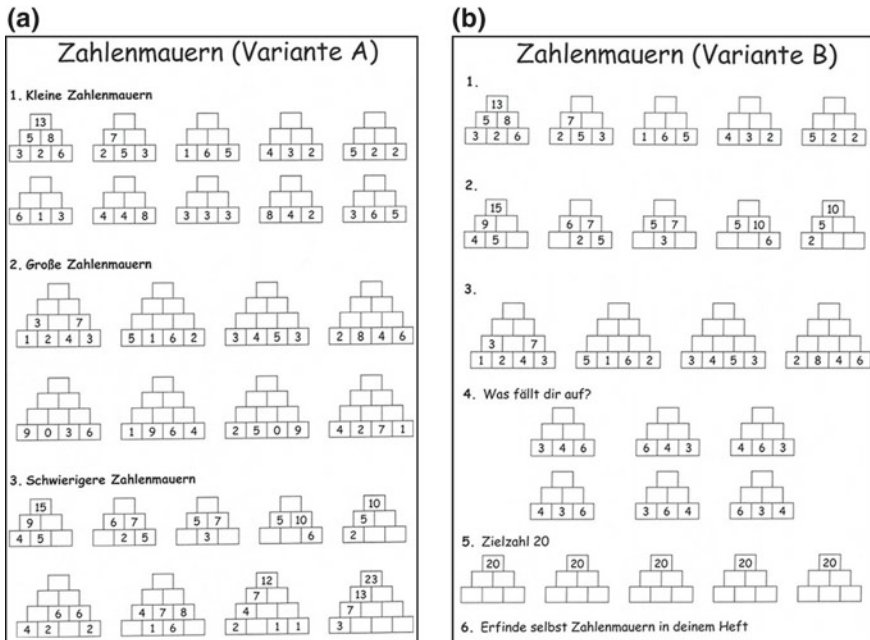 (a)
Zahlenmauern (Variante A)
1. Kleine Zahlenmauern
13
5 8 7
3 2 6 2 5 3 1 6 5 4 3 2 5 2 2
6 1 3 4 4 8 3 3 3 8 4 2 3 6 5
2. Große Zahlenmauern
3 7
1 2 4 3 5 1 6 2 3 4 5 3 2 8 4 6
9 0 3 6 1 9 6 4 2 5 0 9 4 2 7 1
3. Schwierigere Zahlenmauern
15 10
9 6 7 5 7 5 10 5
4 5 2 5 3 6 2
12 23
7 13
6 6 4 7 8 4 7
4 2 2 1 6 2 1 1 3
(b)
Zahlenmauern (Variante B)
1.
13
5 8 7
3 2 6 2 5 3 1 6 5 4 3 2 5 2 2
2.
15 10
9 6 7 5 7 5 10 5
4 5 2 5 3 6 2
3.
3 7
1 2 4 3 5 1 6 2 3 4 5 3 2 8 4 6
4. Was fällt dir auf?
3 4 6 6 4 3 4 6 3
4 3 6 3 6 4 6 3 4
5. Zielzahl 20
20 20 20 20 20
6. Erfinde selbst Zahlenmauern in deinem Heft